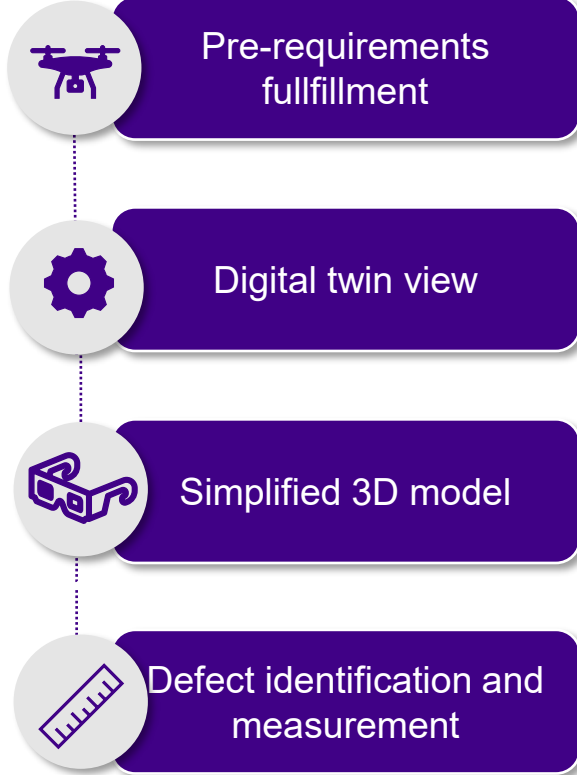 Pre-requirements
fullfillment
Digital twin view
Simplified 3D model
Defect identification and
measurement